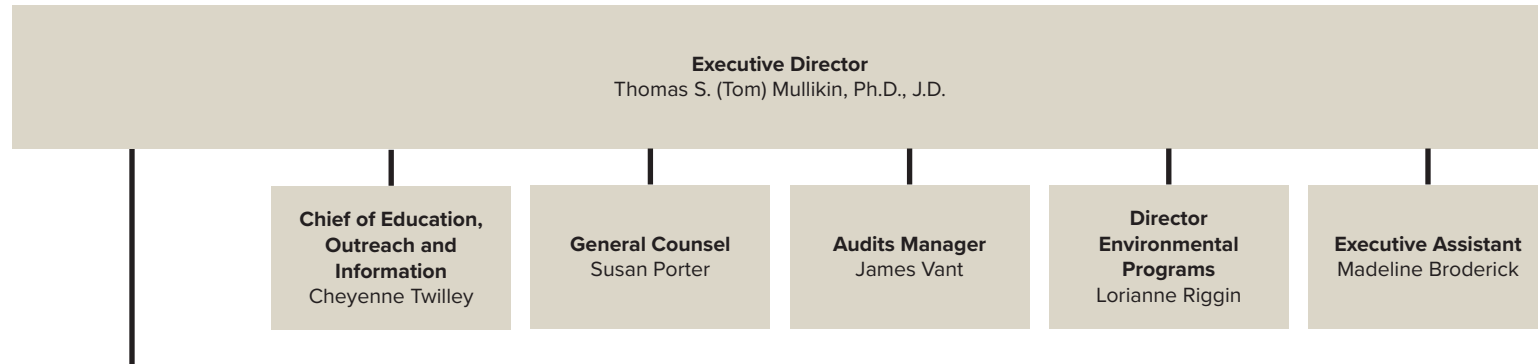 Executive Director
Thomas S. (Tom) Mullikin, Ph.D., J.D.
Chief of Education,
Outreach and
Information
Cheyenne Twilley
General Counsel
Susan Porter
Audits Manager
James Vant
Director
Environmental
Programs
Lorianne Riggin
Executive Assistant
Madeline Broderick